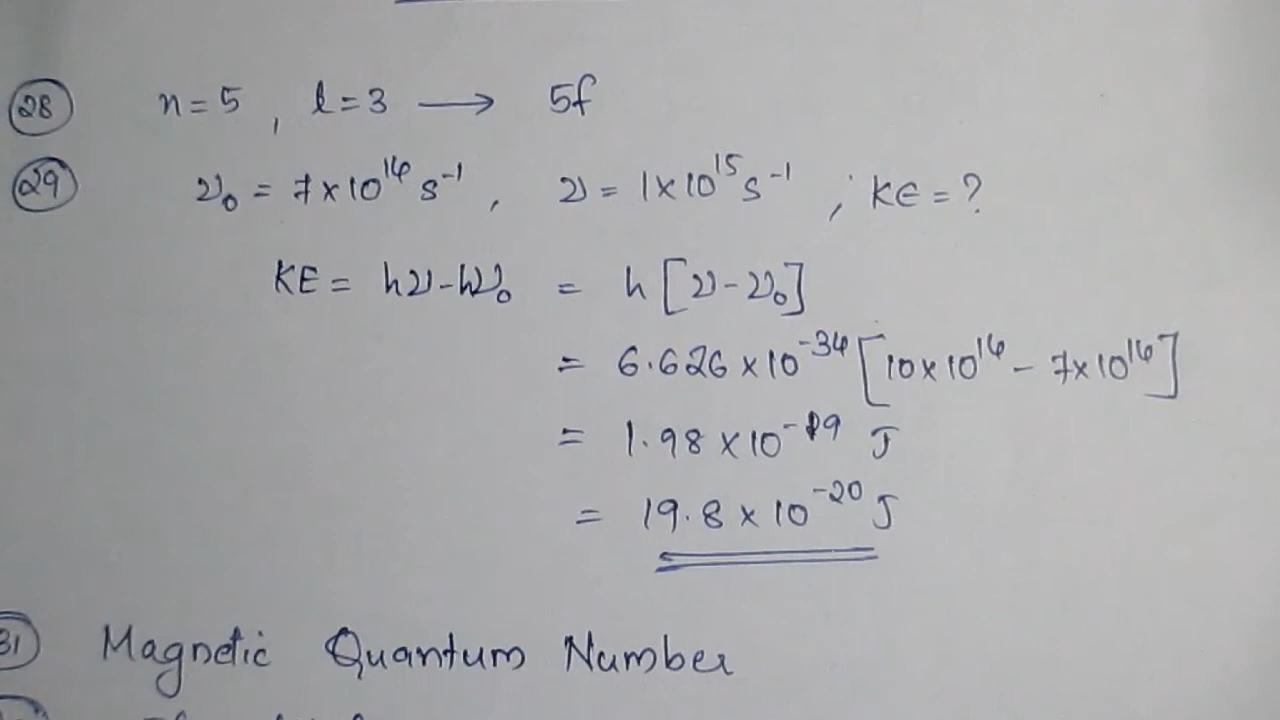 28 n = 5 , l = 3 ⟶ 5f
29 ν₀ = 7 × 10¹⁴ s⁻¹ , ν = 1 × 10¹⁵ s⁻¹ ; KE = ?
KE = hν - hν₀ = h [ν - ν₀]
= 6.626 × 10⁻³⁴ [10 × 10¹⁴ - 7 × 10¹⁴]
= 1.98 × 10⁻¹⁹ J
= 19.8 × 10⁻²⁰ J
31 Magnetic Quantum Number